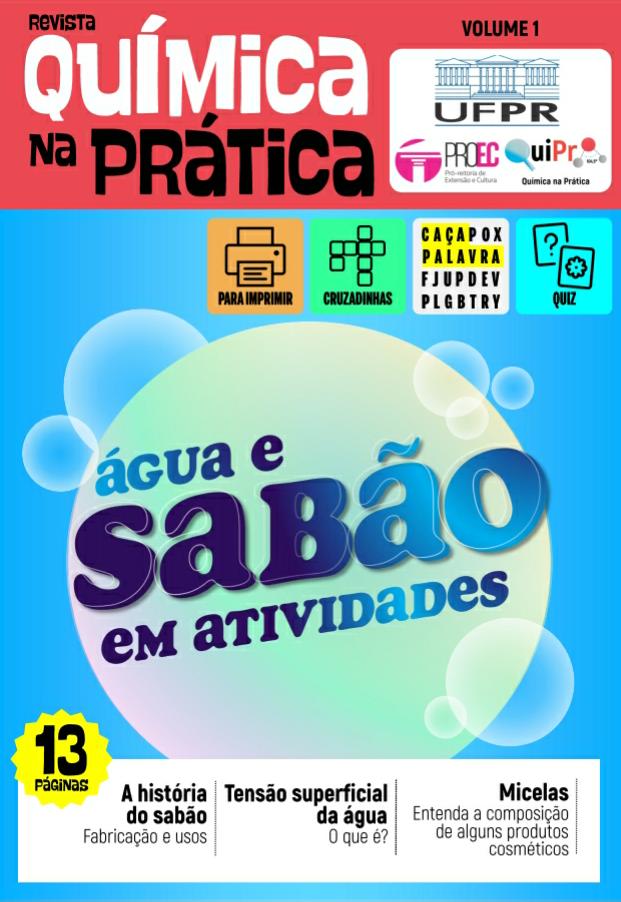 REVISTA
QUÍMICA
NA PRÁTICA
VOLUME 1
UFPR
PROEC
Pró-reitoria de
Extensão e Cultura
QuiPr
Química na Prática
PARA IMPRIMIR
CRUZADINHAS
CAÇAPOX
PALAVRA
FJUPDEV
PLGBTRY
?
QUIZ
ÁGUA E
SABÃO
EM ATIVIDADES
13
PÁGINAS
A história
do sabão
Fabricação e usos
Tensão superficial
da água
O que é?
Micelas
Entenda a composição
de alguns produtos
cosméticos